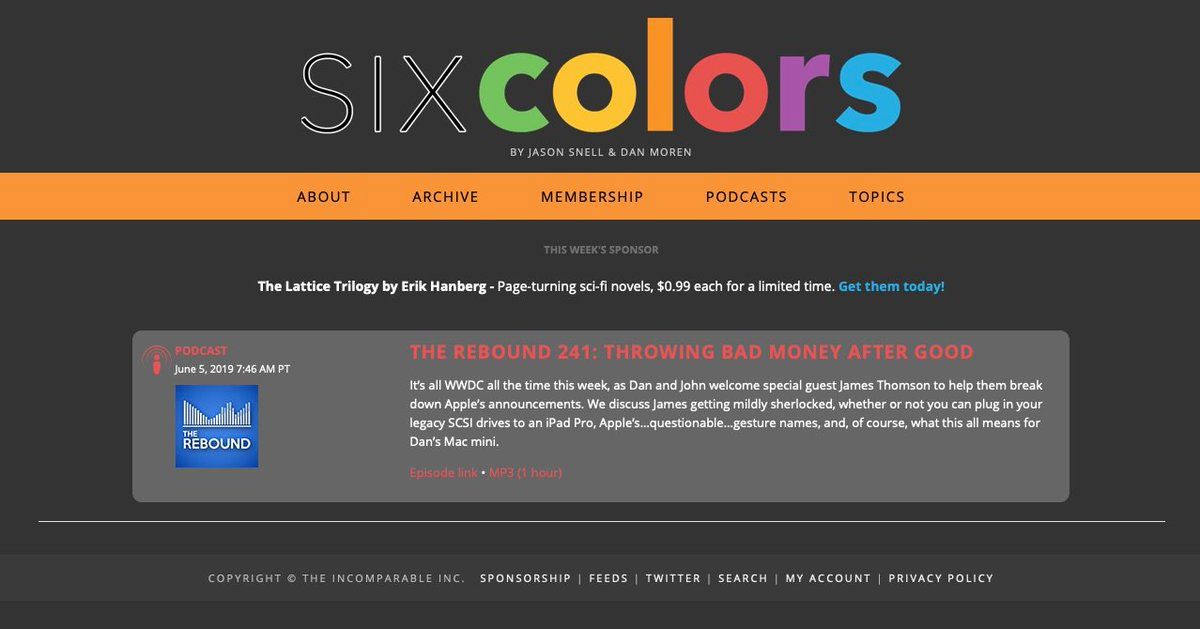 SIX colors
BY JASON SNELL & DAN MOREN
ABOUT ARCHIVE MEMBERSHIP PODCASTS TOPICS
THIS WEEK'S SPONSOR
The Lattice Trilogy by Erik Hanberg - Page-turning sci-fi novels, $0.99 each for a limited time. Get them today!
PODCAST
June 5, 2019 7:46 AM PT
THE
REBOUND
THE REBOUND 241: THROWING BAD MONEY AFTER GOOD
It’s all WWDC all the time this week, as Dan and John welcome special guest James Thomson to help them break
down Apple’s announcements. We discuss James getting mildly sherlocked, whether or not you can plug in your
legacy SCSI drives to an iPad Pro, Apple’s…questionable…gesture names, and, of course, what this all means for
Dan’s Mac mini.
Episode link • MP3 (1 hour)
COPYRIGHT © THE INCOMPARABLE INC. SPONSORSHIP | FEEDS | TWITTER | SEARCH | MY ACCOUNT | PRIVACY POLICY